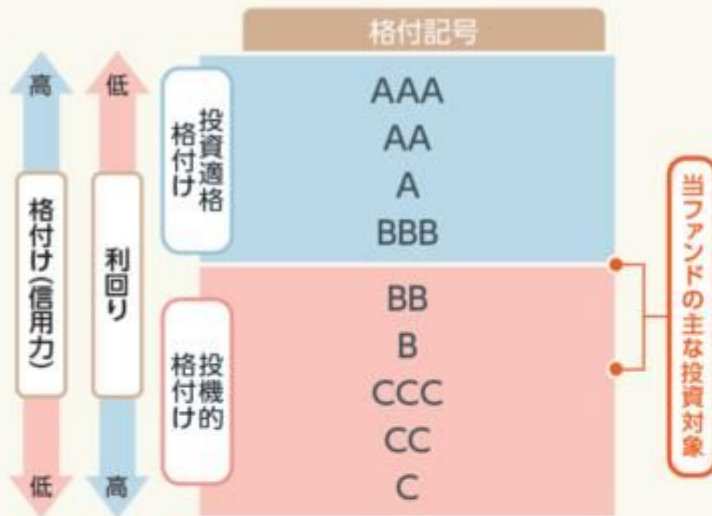 格付記号
高
格付け(信用力)
低
低
利回り
高
投資適格
格付け
AAA
AA
A
BBB
投機的
格付け
BB
B
CCC
CC
C
当ファンドの主な投資対象